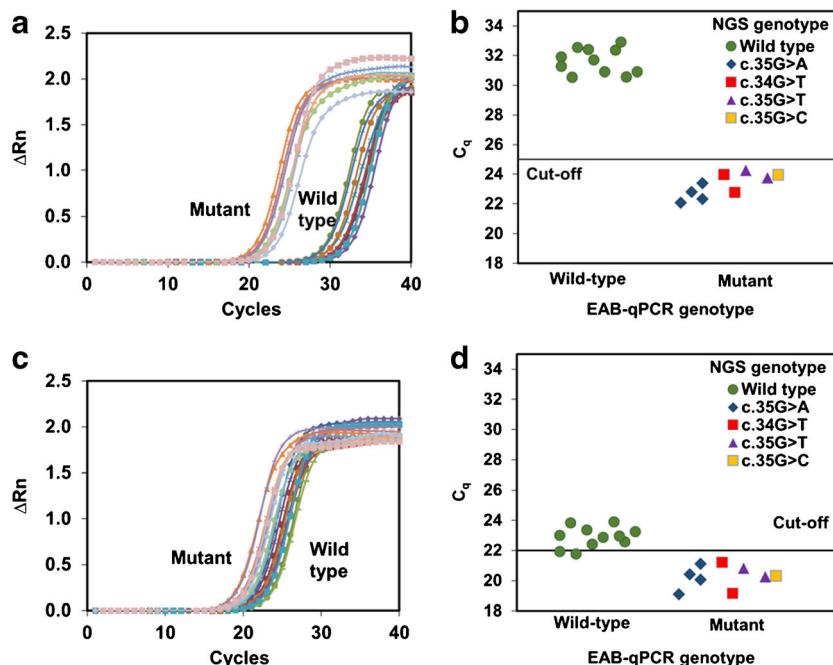 a
2.5
2.0
1.5
1.0
0.5
0.0
ΔRn
Mutant
Wild
type
0
10
20
30
40
Cycles
b
34
32
30
28
26
24
22
20
18
Cq
NGS genotype
Wild type
c.35G>A
c.34G>T
c.35G>T
c.35G>C
Cut-off
Wild-type
Mutant
EAB-qPCR genotype
c
2.5
2.0
1.5
1.0
0.5
0.0
ΔRn
Mutant
Wild
type
0
10
20
30
40
Cycles
d
34
32
30
28
26
24
22
20
18
Cq
NGS genotype
Wild type
c.35G>A
c.34G>T
c.35G>T
c.35G>C
Cut-off
Wild-type
Mutant
EAB-qPCR genotype